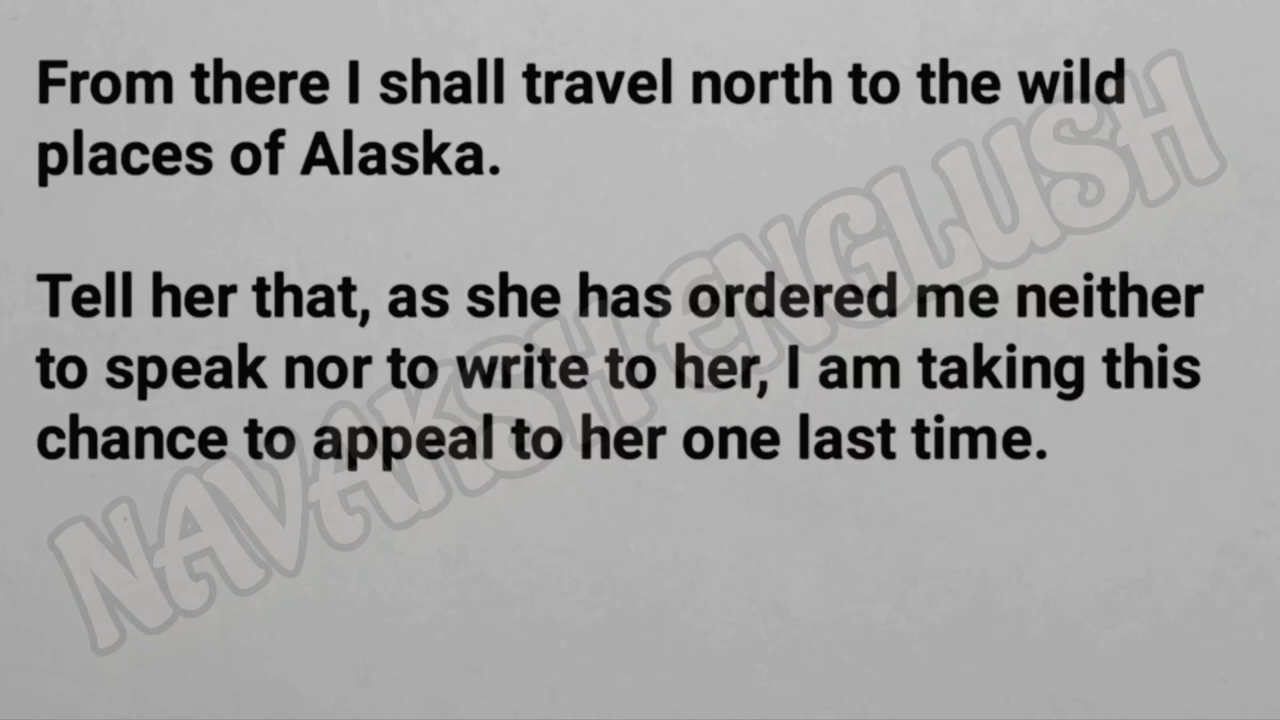 From there I shall travel north to the wild
places of Alaska.
Tell her that, as she has ordered me neither
to speak nor to write to her, I am taking this
chance to appeal to her one last time.
NAVAKSH ENGLUSH